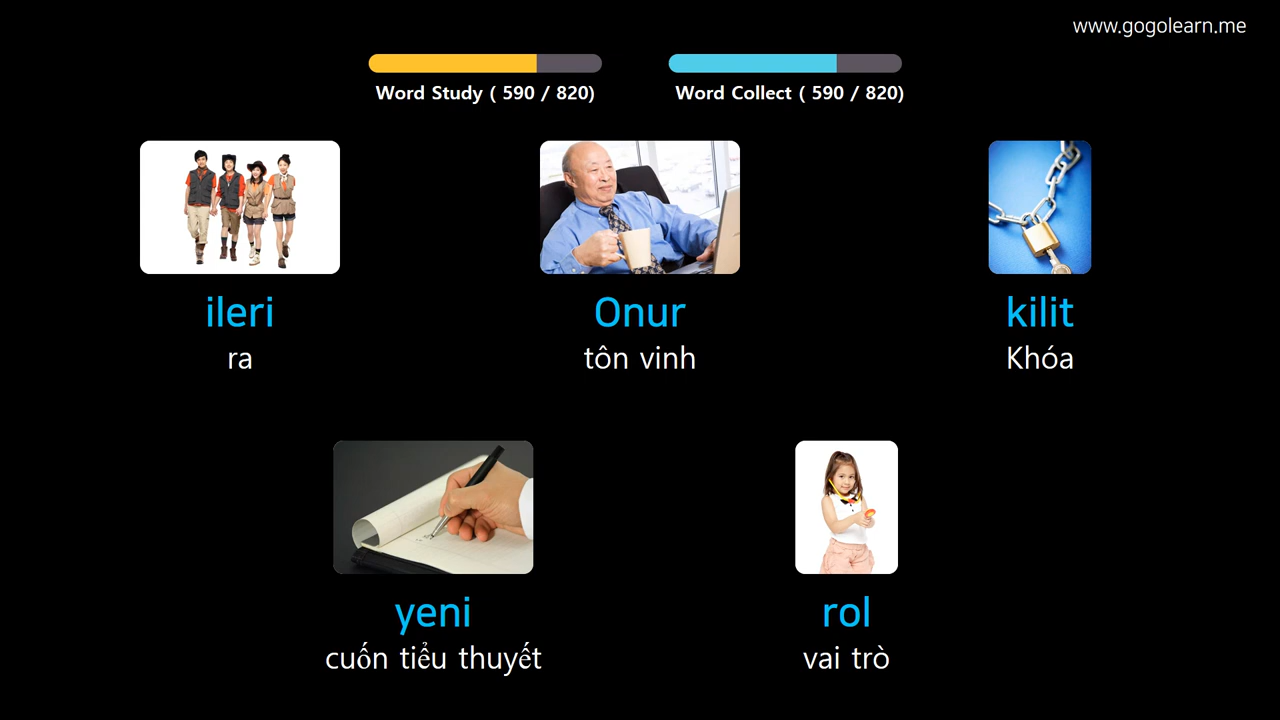 www.gogolearn.me
Word Study ( 590 / 820)
Word Collect ( 590 / 820)
ileri
ra
Onur
tôn vinh
kilit
Khóa
yeni
cuốn tiểu thuyết
rol
vai trò